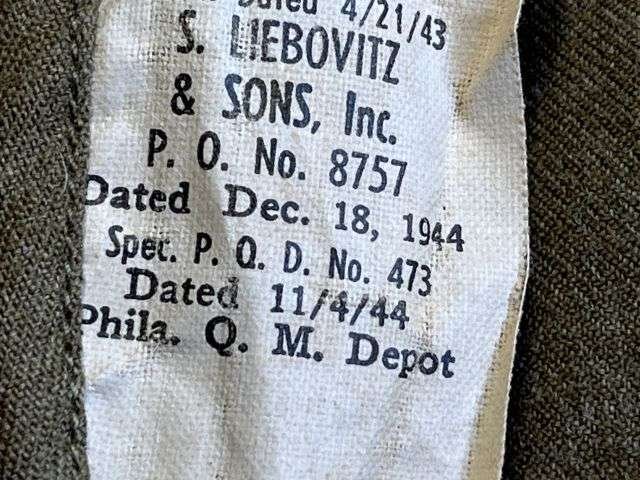 Dated 4/21/43
S. LIEBOVITZ
& SONS, Inc.
P. O. No. 8757
Dated Dec. 18, 1944
Spec. P. Q. D. No. 473
Dated 11/4/44
Phila. Q. M. Depot